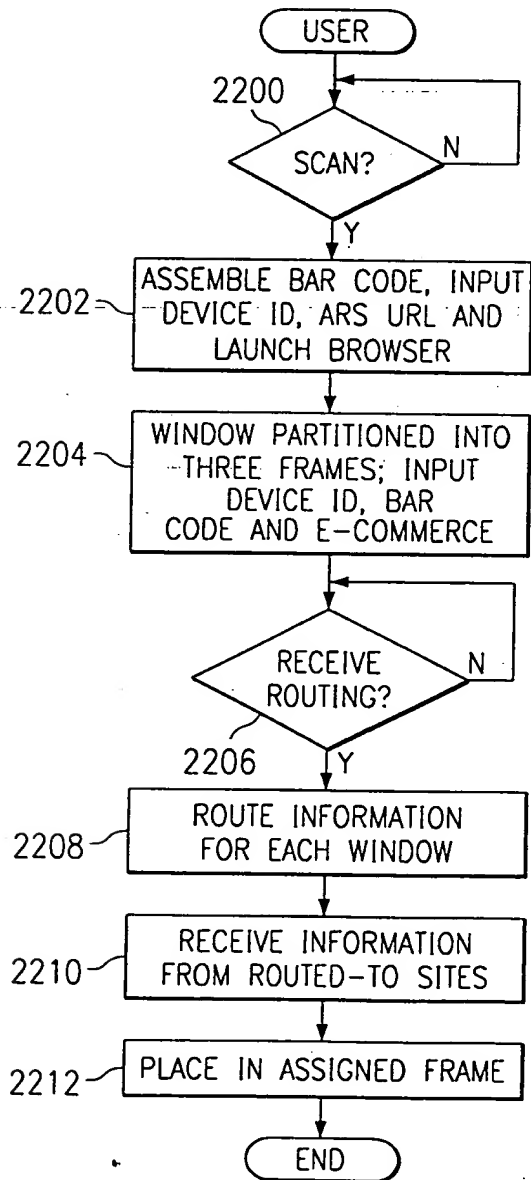 USER
2200
SCAN?
N
Y
2202
ASSEMBLE BAR CODE, INPUT
DEVICE ID, ARS URL AND
LAUNCH BROWSER
2204
WINDOW PARTITIONED INTO
THREE FRAMES; INPUT
DEVICE ID, BAR
CODE AND E-COMMERCE
RECEIVE
ROUTING?
N
2206
Y
2208
ROUTE INFORMATION
FOR EACH WINDOW
2210
RECEIVE INFORMATION
FROM ROUTED-TO SITES
2212
PLACE IN ASSIGNED FRAME
END